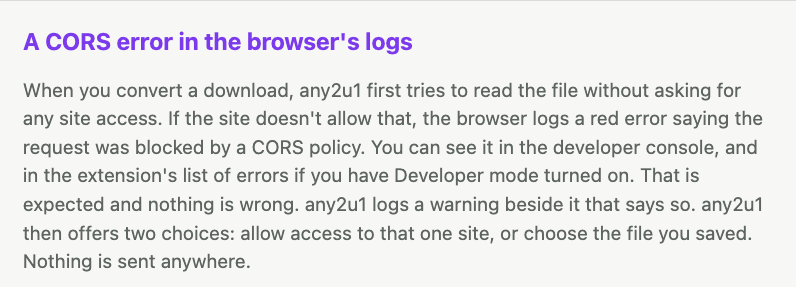 A CORS error in the browser's logs
When you convert a download, any2u1 first tries to read the file without asking for
any site access. If the site doesn't allow that, the browser logs a red error saying the
request was blocked by a CORS policy. You can see it in the developer console, and
in the extension's list of errors if you have Developer mode turned on. That is
expected and nothing is wrong. any2u1 logs a warning beside it that says so. any2u1
then offers two choices: allow access to that one site, or choose the file you saved.
Nothing is sent anywhere.